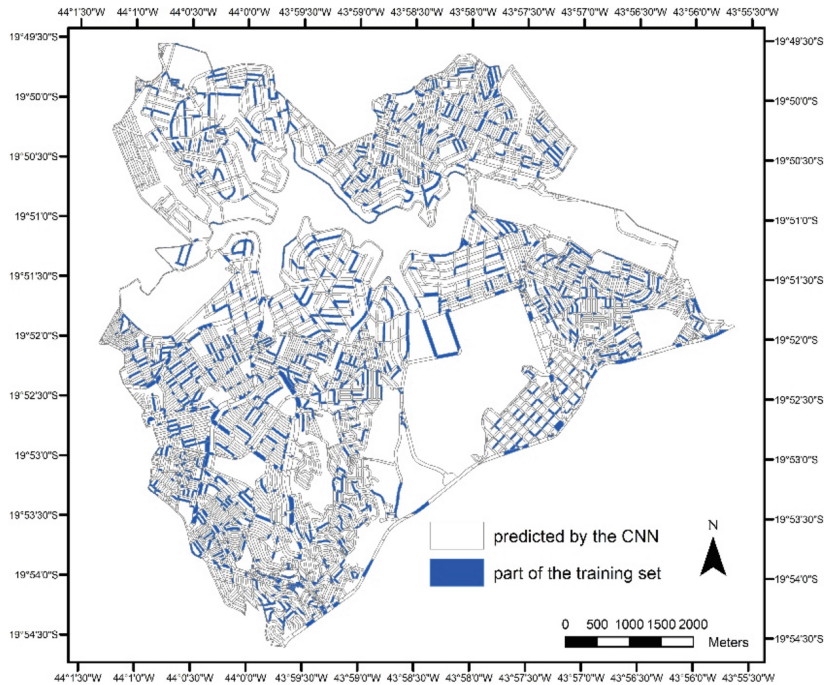 44°1'30"W 44°1'0"W 44°0'30"W 44°0'0"W 43°59'30"W 43°59'0"W 43°58'30"W 43°58'0"W 43°57'30"W 43°57'0"W 43°56'30"W 43°56'0"W 43°55'30"W
19°49'30"S 19°49'30"S
19°50'0"S 19°50'0"S
19°50'30"S 19°50'30"S
19°51'0"S 19°51'0"S
19°51'30"S 19°51'30"S
19°52'0"S 19°52'0"S
19°52'30"S 19°52'30"S
19°53'0"S 19°53'0"S
19°53'30"S 19°53'30"S
predicted by the CNN
N
part of the training set
19°54'0"S 19°54'0"S
0 500 1000 1500 2000
Meters
19°54'30"S 19°54'30"S
44°1'30"W 44°1'0"W 44°0'30"W 44°0'0"W 43°59'30"W 43°59'0"W 43°58'30"W 43°58'0"W 43°57'30"W 43°57'0"W 43°56'30"W 43°56'0"W 43°55'30"W